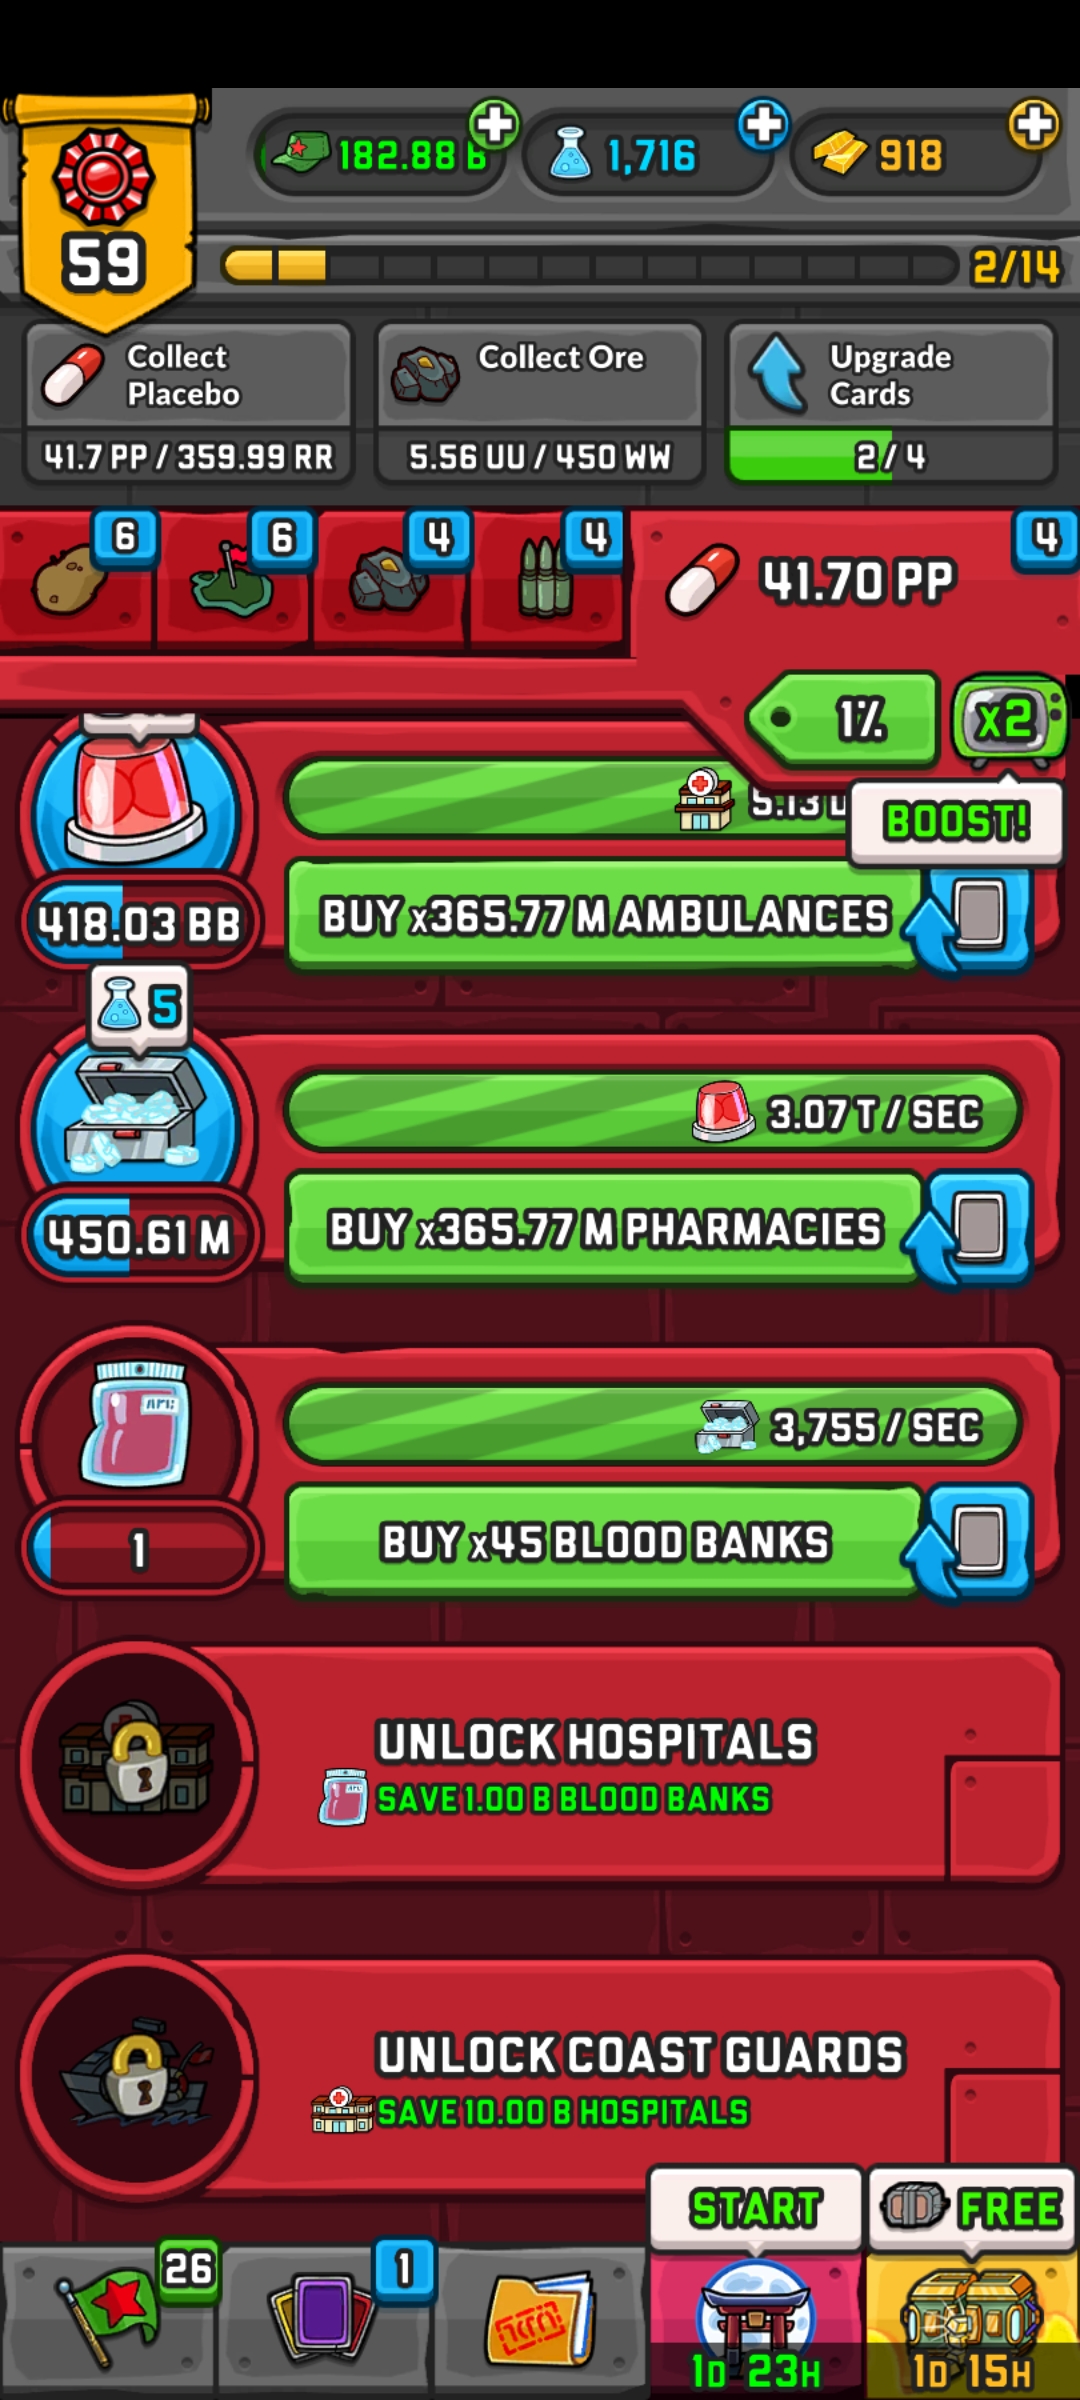 182.88 B
1,716
918
59
2/14
Collect
Placebo
41.7 PP / 359.99 RR
Collect Ore
5.56 UU / 450 WW
Upgrade
Cards
2 / 4
6
6
4
4
41.70 PP
4
1%
x2
BOOST!
418.03 BB
BUY x365.77 M AMBULANCES
5
3.07 T / SEC
450.61 M
BUY x365.77 M PHARMACIES
3,755 / SEC
1
BUY x45 BLOOD BANKS
UNLOCK HOSPITALS
SAVE 1.00 B BLOOD BANKS
UNLOCK COAST GUARDS
SAVE 10.00 B HOSPITALS
START
FREE
26
1
1D 23H
1D 15H